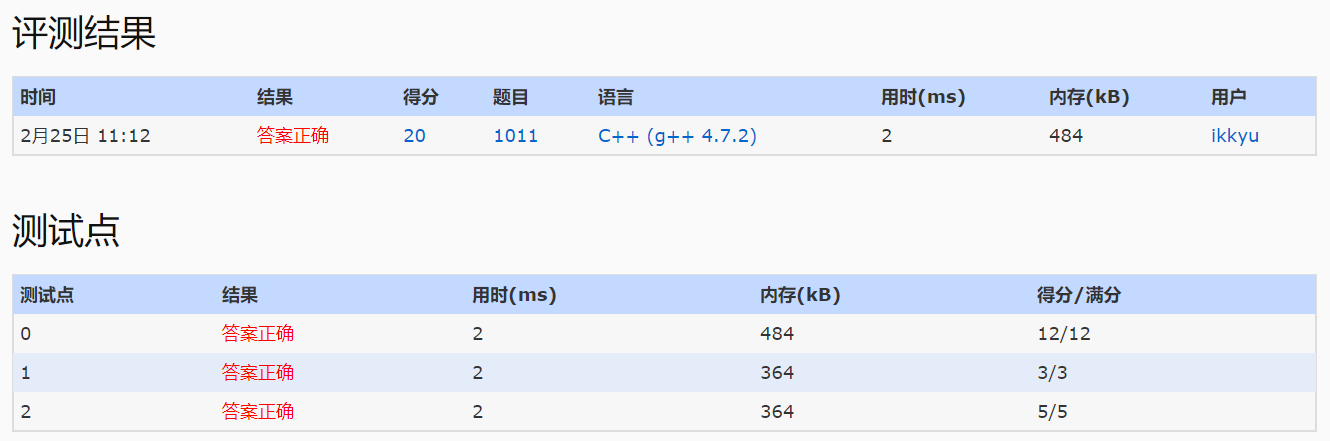 评测结果
时间 结果 得分 题目 语言 用时(ms) 内存(kB) 用户
2月25日 11:12 答案正确 20 1011 C++ (g++ 4.7.2) 2 484 ikkyu
测试点
测试点 结果 用时(ms) 内存(kB) 得分/满分
0 答案正确 2 484 12/12
1 答案正确 2 364 3/3
2 答案正确 2 364 5/5